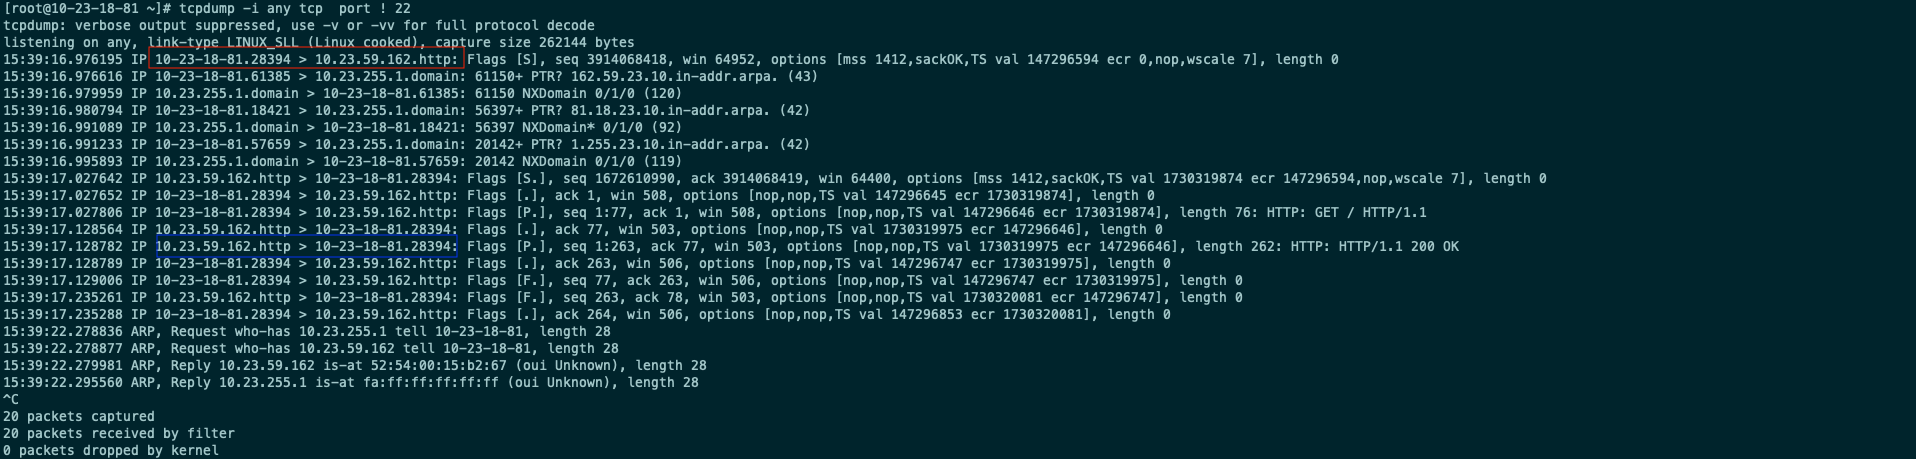 [root@10-23-18-81 ~]# tcpdump -i any tcp  port ! 22
tcpdump: verbose output suppressed, use -v or -vv for full protocol decode
listening on any, link-type LINUX_SLL (Linux cooked), capture size 262144 bytes
15:39:16.976195 IP 10-23-18-81.28394 > 10.23.59.162.http: Flags [S], seq 3914068418, win 64952, options [mss 1412,sackOK,TS val 147296594 ecr 0,nop,wscale 7], length 0
15:39:16.976616 IP 10-23-18-81.61385 > 10.23.255.1.domain: 61150+ PTR? 162.59.23.10.in-addr.arpa. (43)
15:39:16.979959 IP 10.23.255.1.domain > 10-23-18-81.61385: 61150 NXDomain 0/1/0 (120)
15:39:16.980794 IP 10-23-18-81.18421 > 10.23.255.1.domain: 56397+ PTR? 81.18.23.10.in-addr.arpa. (42)
15:39:16.991089 IP 10.23.255.1.domain > 10-23-18-81.18421: 56397 NXDomain* 0/1/0 (92)
15:39:16.991233 IP 10-23-18-81.57659 > 10.23.255.1.domain: 20142+ PTR? 1.255.23.10.in-addr.arpa. (42)
15:39:16.995893 IP 10.23.255.1.domain > 10-23-18-81.57659: 20142 NXDomain 0/1/0 (119)
15:39:17.027642 IP 10.23.59.162.http > 10-23-18-81.28394: Flags [S.], seq 1672610990, ack 3914068419, win 64400, options [mss 1412,sackOK,TS val 1730319874 ecr 147296594,nop,wscale 7], length 0
15:39:17.027652 IP 10-23-18-81.28394 > 10.23.59.162.http: Flags [.], ack 1, win 508, options [nop,nop,TS val 147296645 ecr 1730319874], length 0
15:39:17.027806 IP 10-23-18-81.28394 > 10.23.59.162.http: Flags [P.], seq 1:77, ack 1, win 508, options [nop,nop,TS val 147296646 ecr 1730319874], length 76: HTTP: GET / HTTP/1.1
15:39:17.128564 IP 10.23.59.162.http > 10-23-18-81.28394: Flags [.], ack 77, win 503, options [nop,nop,TS val 1730319975 ecr 147296646], length 0
15:39:17.128782 IP 10.23.59.162.http > 10-23-18-81.28394: Flags [P.], seq 1:263, ack 77, win 503, options [nop,nop,TS val 1730319975 ecr 147296646], length 262: HTTP: HTTP/1.1 200 OK
15:39:17.128789 IP 10-23-18-81.28394 > 10.23.59.162.http: Flags [.], ack 263, win 506, options [nop,nop,TS val 147296747 ecr 1730319975], length 0
15:39:17.129006 IP 10-23-18-81.28394 > 10.23.59.162.http: Flags [F.], seq 77, ack 263, win 506, options [nop,nop,TS val 147296747 ecr 1730319975], length 0
15:39:17.235261 IP 10.23.59.162.http > 10-23-18-81.28394: Flags [F.], seq 263, ack 78, win 503, options [nop,nop,TS val 1730320081 ecr 147296747], length 0
15:39:17.235288 IP 10-23-18-81.28394 > 10.23.59.162.http: Flags [.], ack 264, win 506, options [nop,nop,TS val 147296853 ecr 1730320081], length 0
15:39:22.278836 ARP, Request who-has 10.23.255.1 tell 10-23-18-81, length 28
15:39:22.278877 ARP, Request who-has 10.23.59.162 tell 10-23-18-81, length 28
15:39:22.279981 ARP, Reply 10.23.59.162 is-at 52:54:00:15:b2:67 (oui Unknown), length 28
15:39:22.295560 ARP, Reply 10.23.255.1 is-at fa:ff:ff:ff:ff:ff (oui Unknown), length 28
^C
20 packets captured
20 packets received by filter
0 packets dropped by kernel